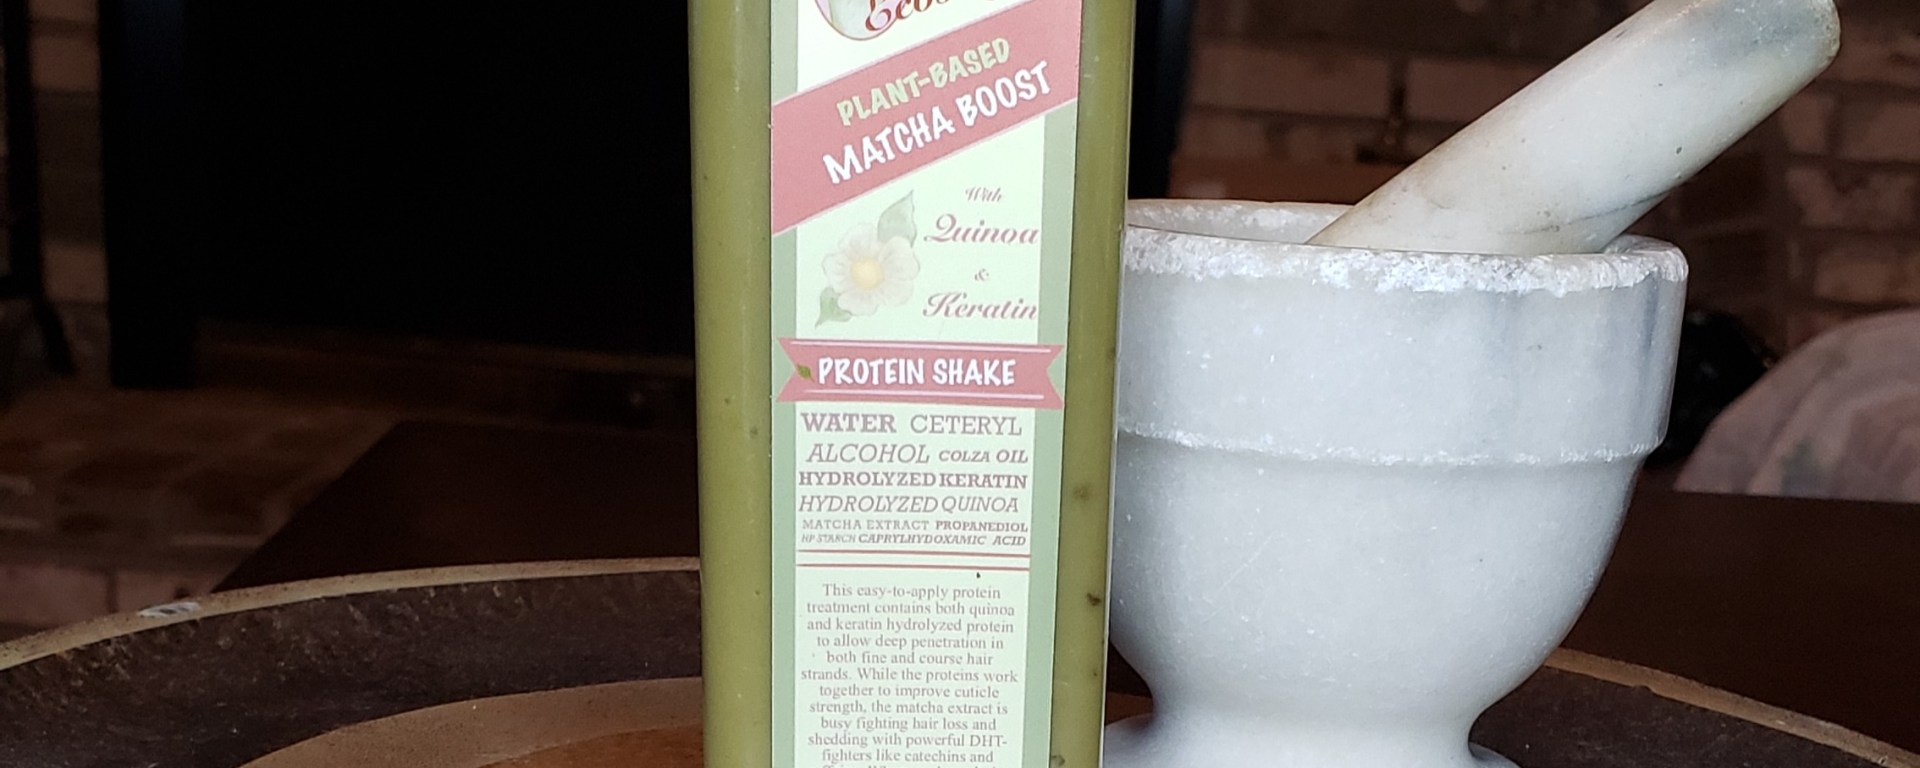 PLANT-BASED
MATCHA BOOST
With
Quinoa
&
Keratin
PROTEIN SHAKE
WATER CETERYL
ALCOHOL COLZA OIL
HYDROLYZED KERATIN
HYDROLYZED QUINOA
MATCHA EXTRACT PROPANEDIOL
HP STARCH CAPRYLHYDOXAMIC ACID
This easy-to-apply protein
treatment contains both quinoa
and keratin hydrolyzed protein
to allow deep penetration in
both fine and course hair
strands. While the proteins work
together to improve cuticle
strength, the matcha extract is
busy fighting hair loss and
shedding with powerful DHT-
fighters like catechins and